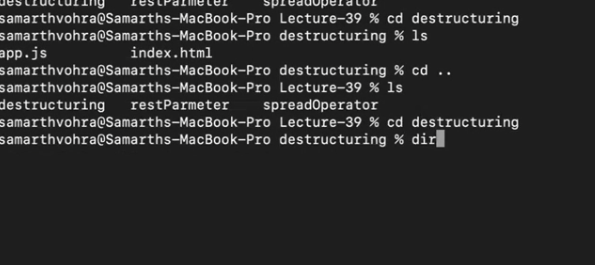 destructuring restParmeter spreadOperator
samarthvohra@Samarths-MacBook-Pro Lecture-39 % cd destructuring
samarthvohra@Samarths-MacBook-Pro destructuring % ls
app.js index.html
samarthvohra@Samarths-MacBook-Pro destructuring % cd ..
samarthvohra@Samarths-MacBook-Pro Lecture-39 % ls
destructuring restParmeter spreadOperator
samarthvohra@Samarths-MacBook-Pro Lecture-39 % cd destructuring
samarthvohra@Samarths-MacBook-Pro destructuring % dir